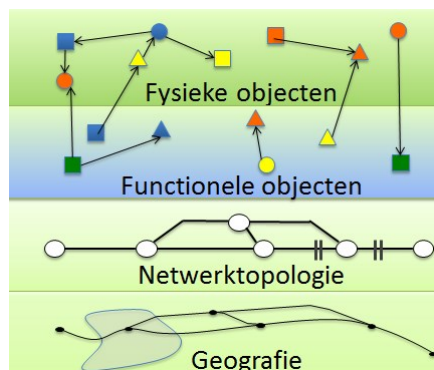 Fysieke objecten
Functionele objecten
Netwerktopologie
Geografie